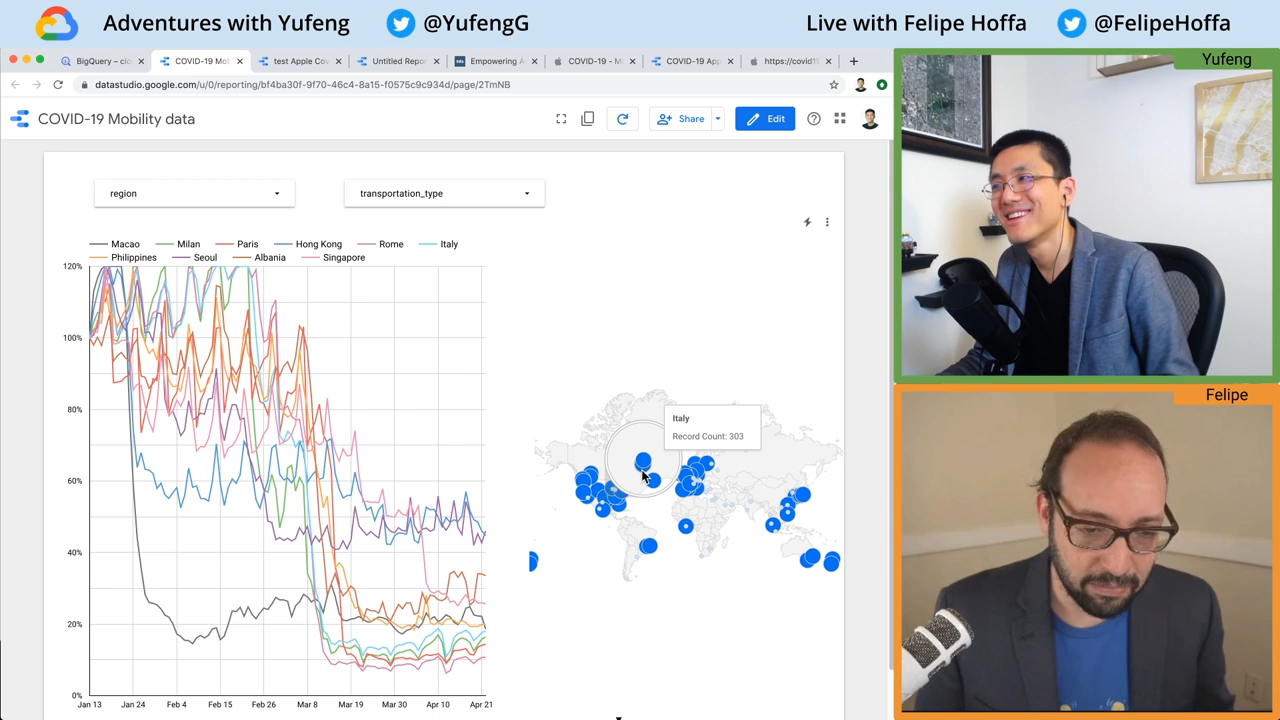 Adventures with Yufeng
@YufengG
Live with Felipe Hoffa
@FelipeHoffa
BigQuery – clo
COVID-19 Mob
test Apple Cov
Untitled Repor
Empowering A
COVID-19 - M
COVID-19 App
https://covid1
datastudio.google.com/u/0/reporting/bf4ba30f-9f70-46c4-8a15-f0575c9c934d/page/2TmNB
COVID-19 Mobility data
Share
Edit
region
transportation_type
Macao
Milan
Paris
Hong Kong
Rome
Italy
Philippines
Seoul
Albania
Singapore
120%
100%
80%
60%
40%
20%
0%
Jan 13
Jan 24
Feb 4
Feb 15
Feb 26
Mar 8
Mar 19
Mar 30
Apr 10
Apr 21
Italy
Record Count: 303
Yufeng
Felipe